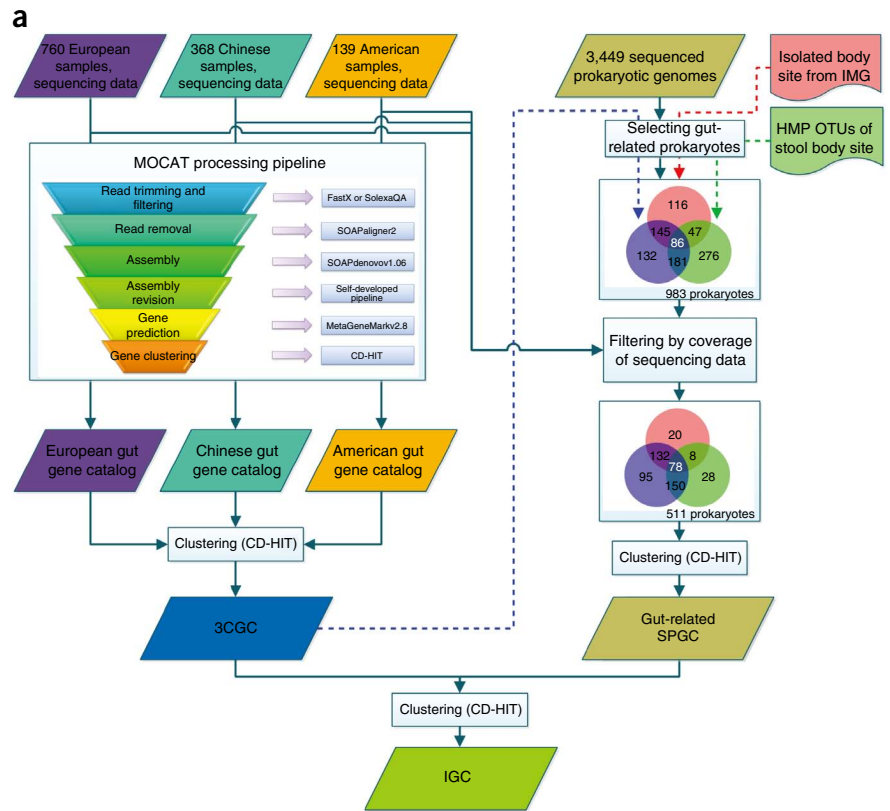 a
760 European
samples,
sequencing data
368 Chinese
samples,
sequencing data
139 American
samples,
sequencing data
3,449 sequenced
prokaryotic genomes
Isolated body
site from IMG
HMP OTUs of
stool body site
Selecting gut-
related prokaryotes
MOCAT processing pipeline
Read trimming and
filtering
FastX or SolexaQA
Read removal
SOAPaligner2
Assembly
SOAPdenovov1.06
Assembly
revision
Self-developed
pipeline
Gene
prediction
MetaGeneMarkv2.8
Gene clustering
CD-HIT
116
145
47
86
132
181
276
983 prokaryotes
Filtering by coverage
of sequencing data
20
132
8
78
95
150
28
511 prokaryotes
European gut
gene catalog
Chinese gut
gene catalog
American gut
gene catalog
Clustering (CD-HIT)
Clustering (CD-HIT)
3CGC
Gut-related
SPGC
Clustering (CD-HIT)
IGC